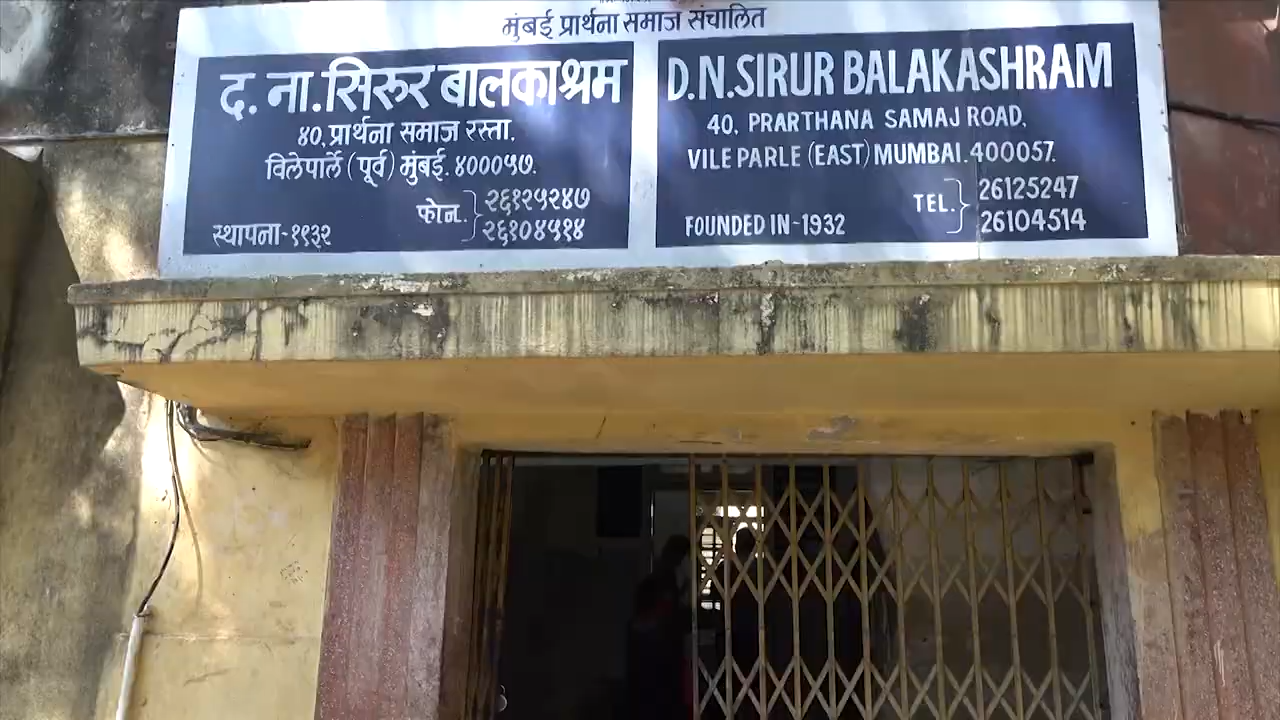 मुंबई प्रार्थना समाज संचालित
द. ना. सिरुर बालकाश्रम
४०, प्रार्थना समाज रस्ता.
विलेपार्ले (पूर्व) मुंबई. ४०००५७.
फोन. २६१२५२४७
२६१०४५१४
स्थापना-१९३२
D.N. SIRUR BALAKASHRAM
40, PRARTHANA SAMAJ ROAD,
VILE PARLE (EAST) MUMBAI. 400057.
TEL. 26125247
26104514
FOUNDED IN-1932